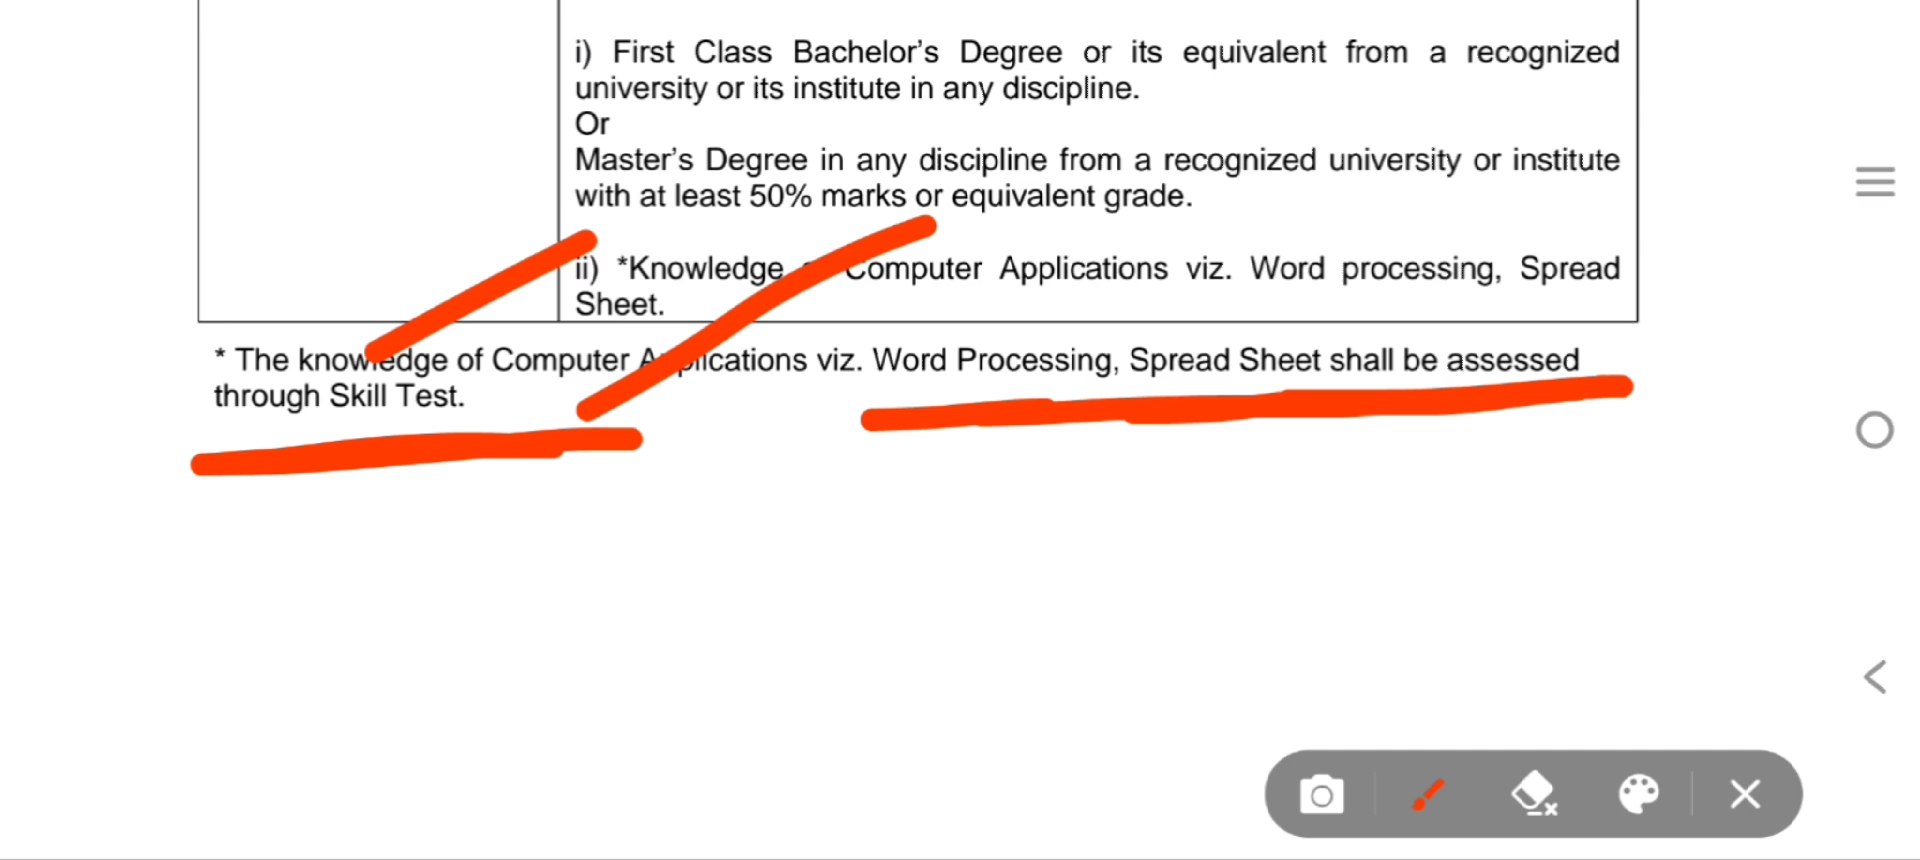 i) First Class Bachelor's Degree or its equivalent from a recognized
university or its institute in any discipline.
Or
Master's Degree in any discipline from a recognized university or institute
with at least 50% marks or equivalent grade.
ii) *Knowledge Computer Applications viz. Word processing, Spread
Sheet.
* The knowledge of Computer Applications viz. Word Processing, Spread Sheet shall be assessed
through Skill Test.